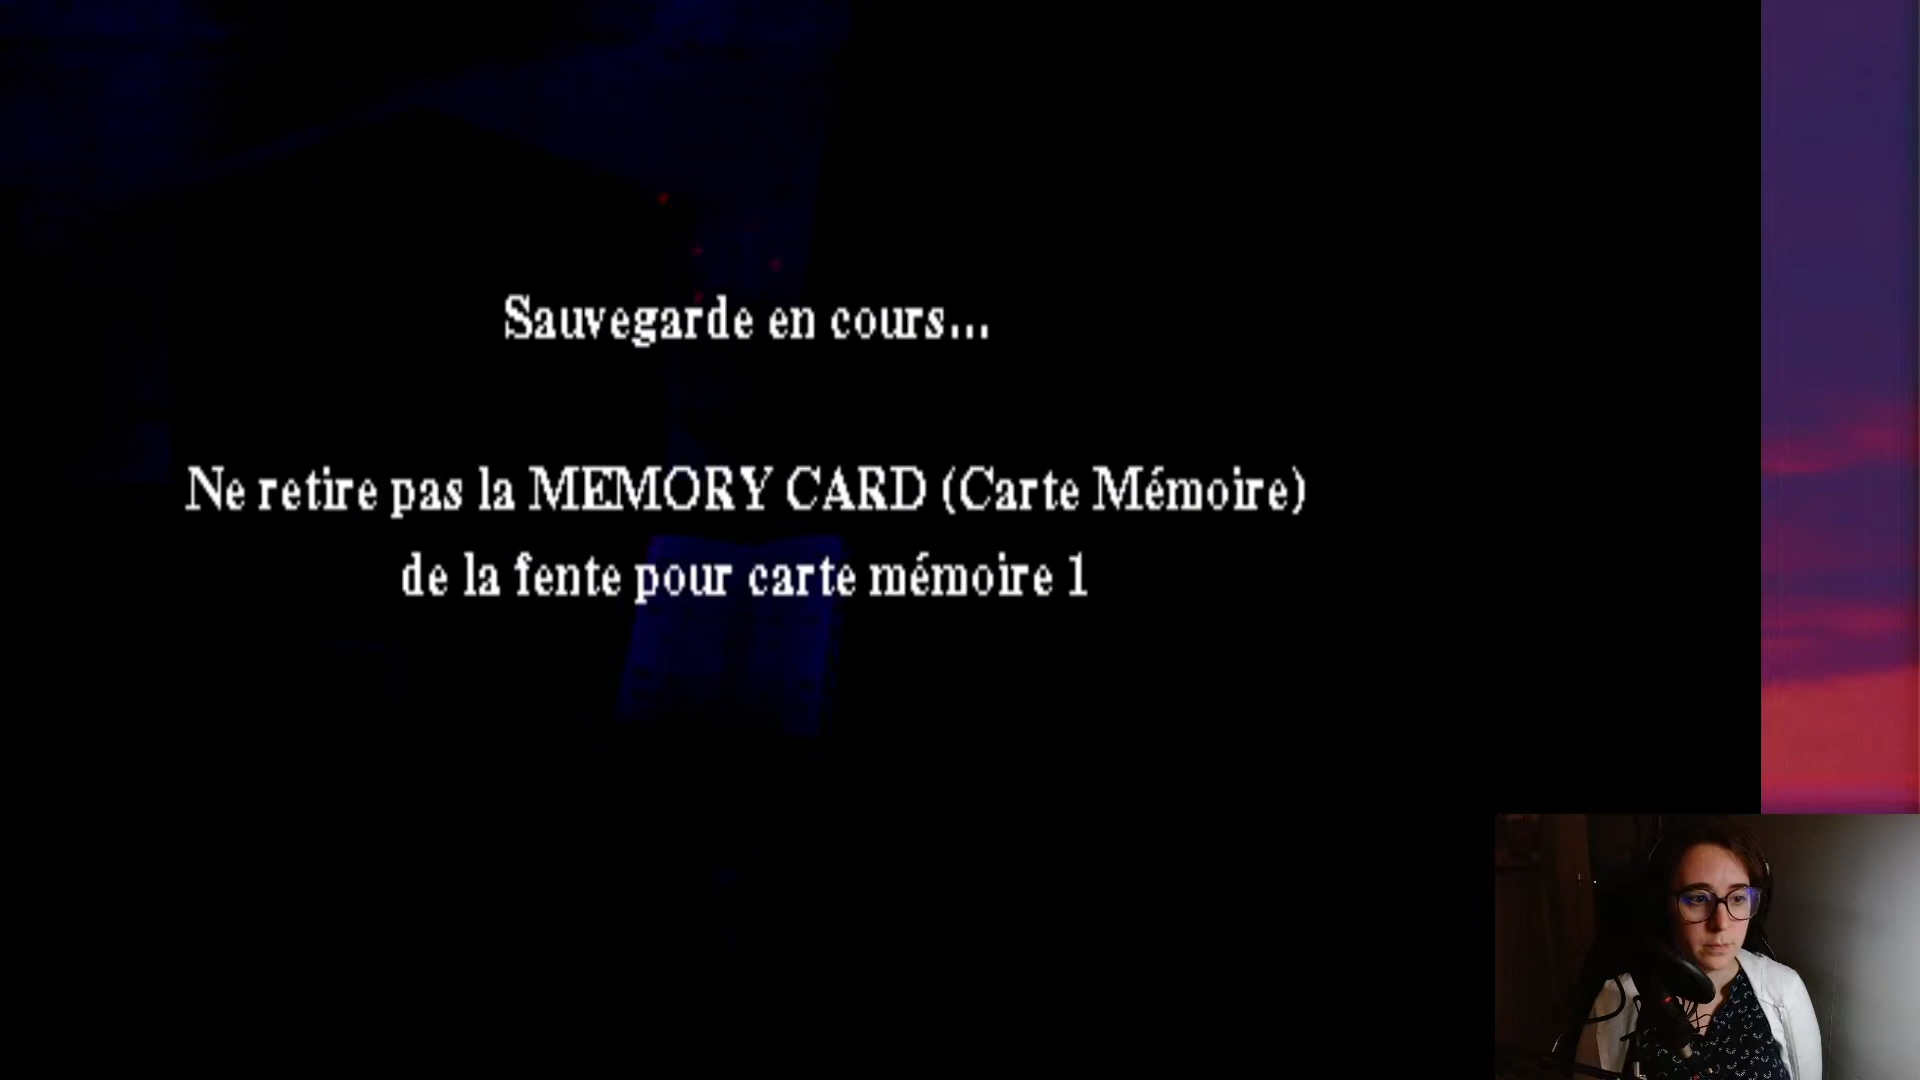 Sauvegarde en cours...
Ne retire pas la MEMORY CARD (Carte Mémoire)
de la fente pour carte mémoire 1